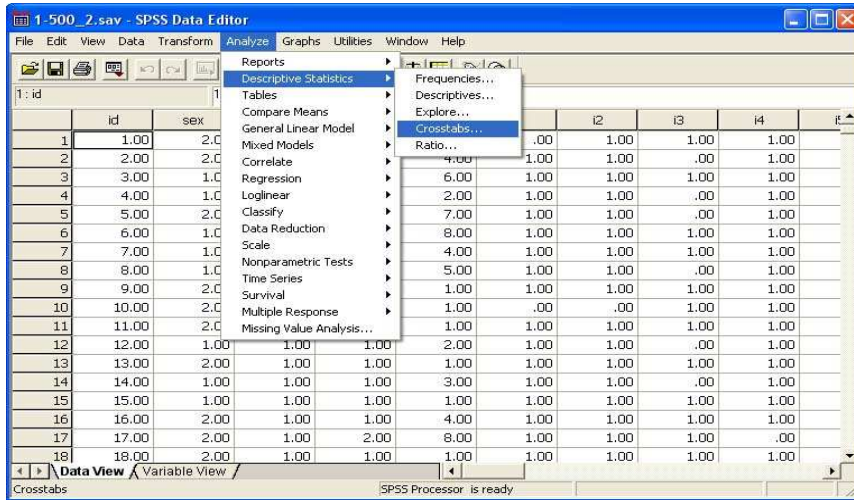 1-500_2.sav - SPSS Data Editor
File Edit View Data Transform Analyze Graphs Utilities Window Help
1 : id
Reports
Descriptive Statistics
Tables
Compare Means
General Linear Model
Mixed Models
Correlate
Regression
Loglinear
Classify
Data Reduction
Scale
Nonparametric Tests
Time Series
Survival
Multiple Response
Missing Value Analysis...
Frequencies...
Descriptives...
Explore...
Crosstabs...
Ratio...
id sex i2 i3 i4
1 1.00 2.0 .00 1.00 1.00 1.00
2 2.00 2.0 4.00 1.00 1.00 .00 1.00
3 3.00 1.0 6.00 1.00 1.00 1.00 1.00
4 4.00 1.0 2.00 1.00 1.00 .00 1.00
5 5.00 2.0 7.00 1.00 1.00 .00 1.00
6 6.00 1.0 8.00 1.00 1.00 1.00 1.00
7 7.00 1.0 4.00 1.00 1.00 1.00 1.00
8 8.00 1.0 5.00 1.00 1.00 .00 1.00
9 9.00 2.0 1.00 1.00 1.00 1.00 1.00
10 10.00 2.0 1.00 .00 .00 1.00 1.00
11 11.00 2.0 1.00 1.00 1.00 1.00 1.00
12 12.00 1.00 1.00 1.00 2.00 1.00 1.00 .00 1.00
13 13.00 2.00 1.00 1.00 1.00 1.00 1.00 1.00 1.00
14 14.00 1.00 1.00 1.00 3.00 1.00 1.00 .00 1.00
15 15.00 1.00 1.00 1.00 1.00 1.00 1.00 1.00 1.00
16 16.00 2.00 1.00 1.00 4.00 1.00 1.00 1.00 1.00
17 17.00 2.00 1.00 2.00 8.00 1.00 1.00 1.00 .00
18 18.00 2.00 1.00 1.00 1.00 1.00 1.00 1.00 1.00
Data View Variable View
Crosstabs SPSS Processor is ready